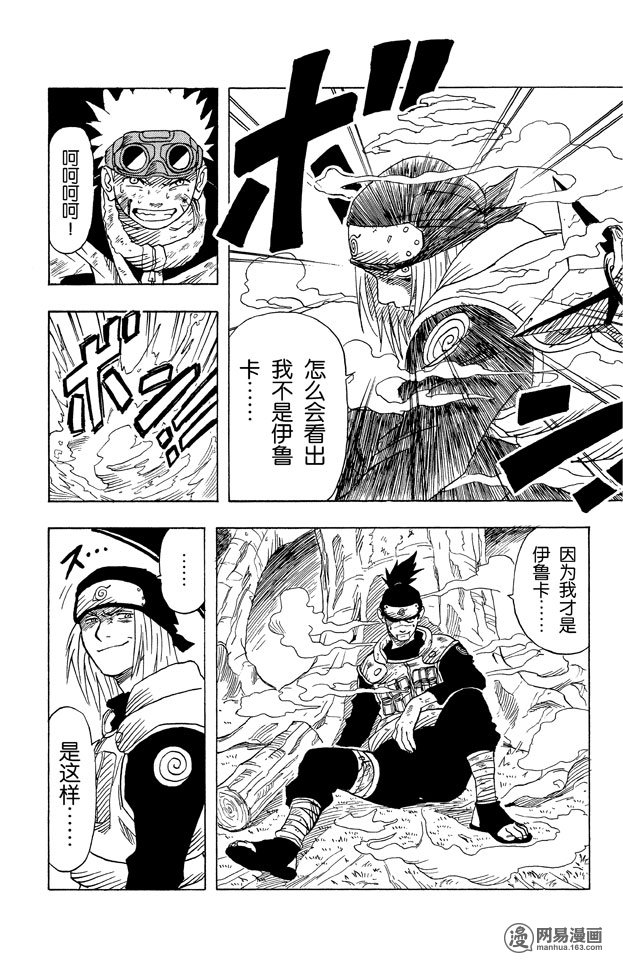 ボンッ
怎么会看出
我不是伊鲁
卡……
呵呵呵呵！
ボンッ
因为我才是
伊鲁卡……
……
ス…
是这样……
漫 网易漫画
manhua.163.com